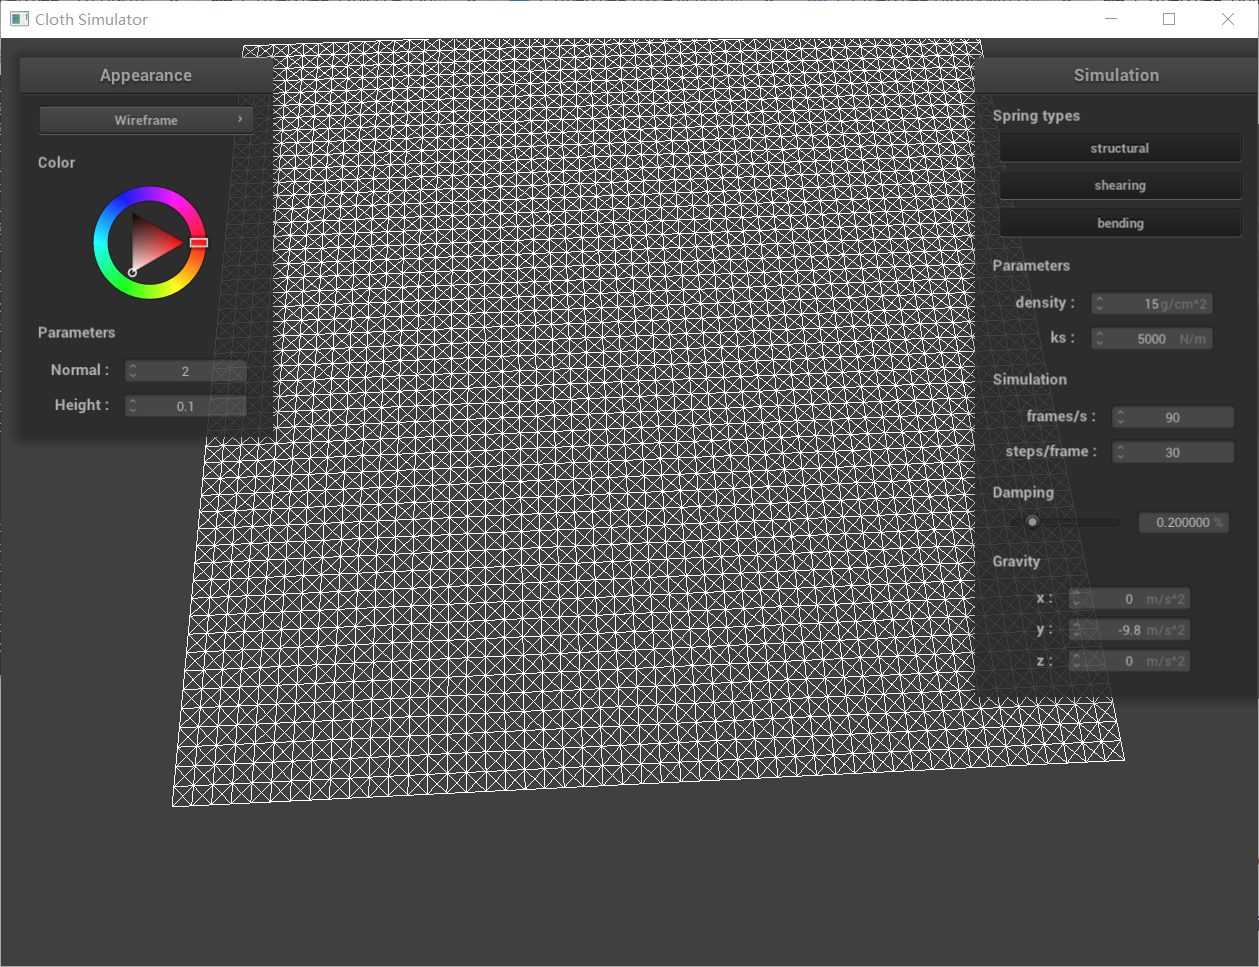 Cloth Simulator
Appearance
Wireframe
Color
Parameters
Normal : 2
Height : 0.1
Simulation
Spring types
structural
shearing
bending
Parameters
density : 15 g/cm^2
ks : 5000 N/m
Simulation
frames/s : 90
steps/frame : 30
Damping
0.200000 %
Gravity
x : 0 m/s^2
y : -9.8 m/s^2
z : 0 m/s^2